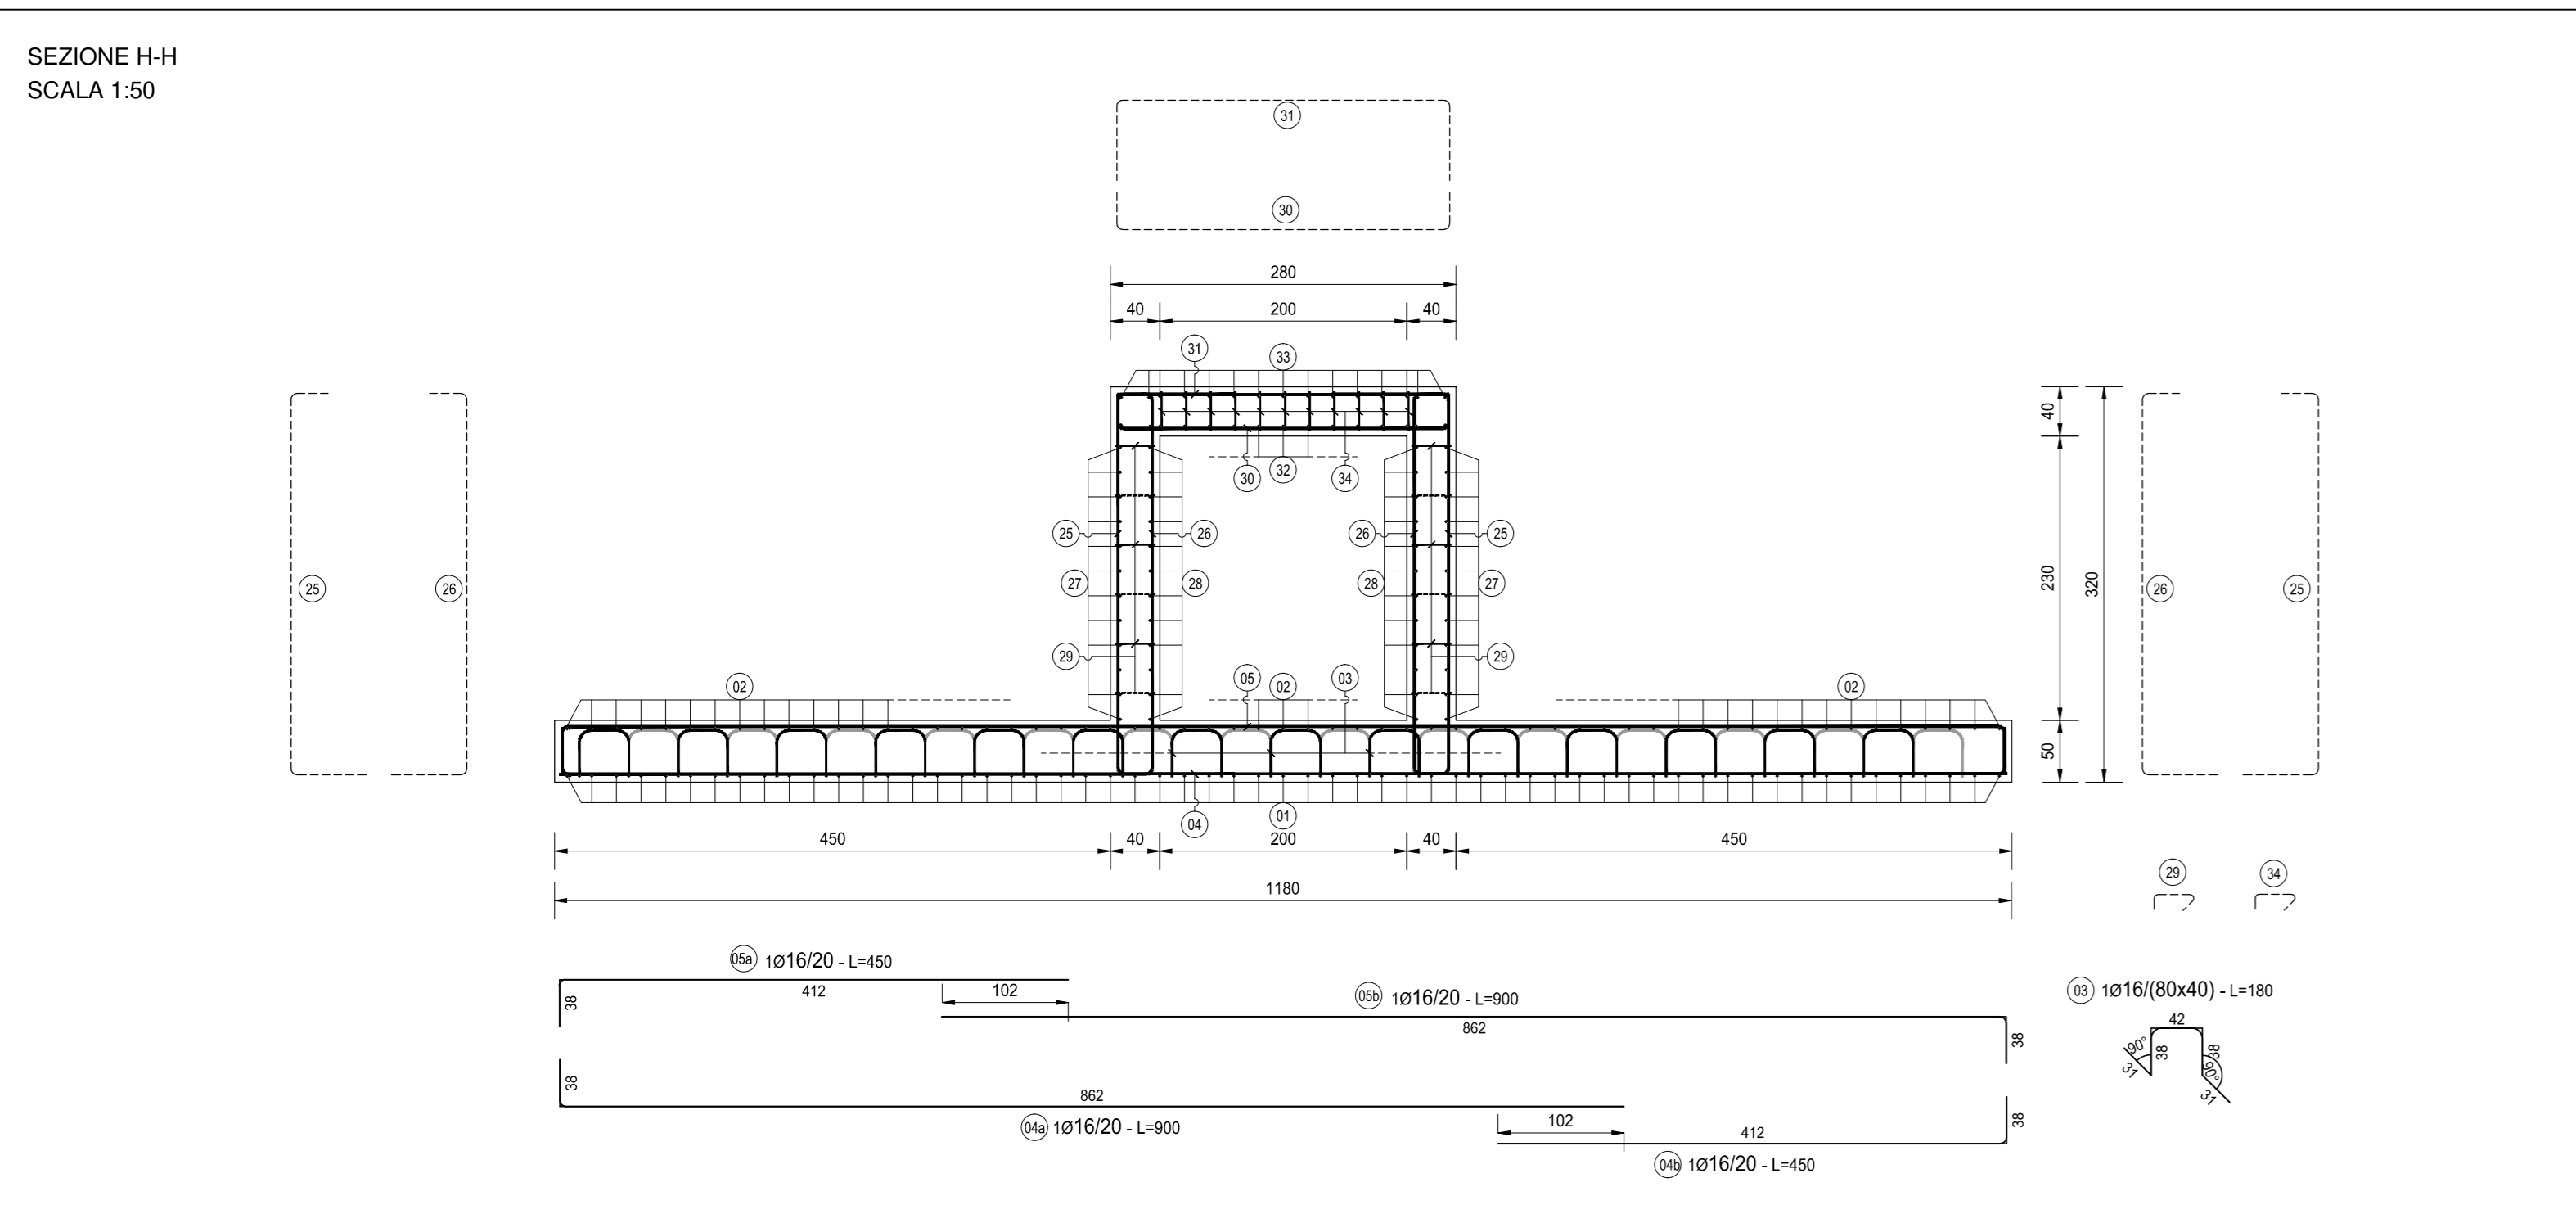 SEZIONE H-H
SCALA 1:50
31
30
280
40 200 40
31 33
30 32 34
25 26 26 25
27 28 28 27
29 29
25 26
26 25
40
230
320
50
02 05 02 03 02
04 01
450 40 200 40 450
1180
29 34
05a 1Ø16/20 - L=450
38 412 102
05b 1Ø16/20 - L=900
862 38
03 1Ø16/(80x40) - L=180
42
90° 38 38 90°
31 31
38 862
04a 1Ø16/20 - L=900
102 412 38
04b 1Ø16/20 - L=450